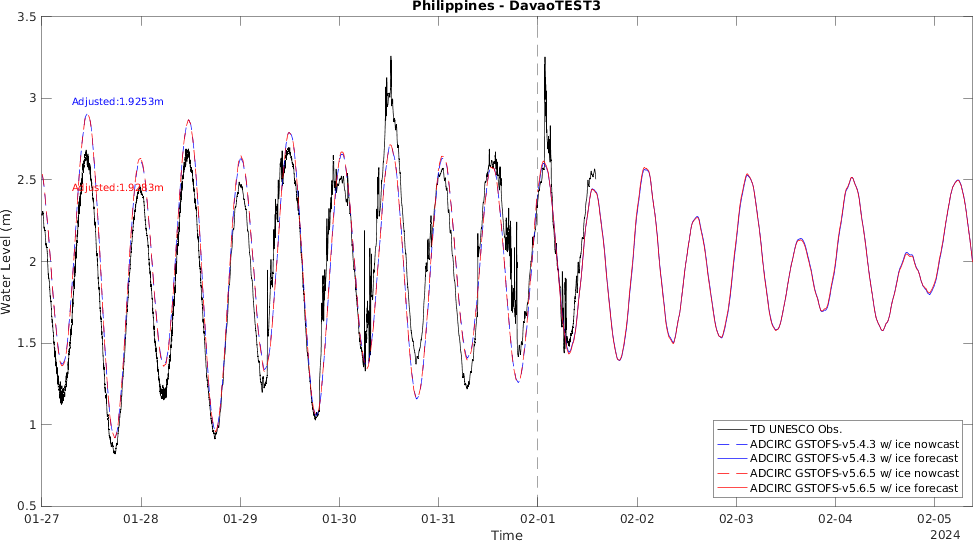 Philippines - DavaoTEST3
3.5
3
2.5
2
1.5
1
0.5
Water Level (m)
Adjusted:1.9253m
Adjusted:1.9283m
TD UNESCO Obs.
ADCIRC GSTOFS-v5.4.3 w/ ice nowcast
ADCIRC GSTOFS-v5.4.3 w/ ice forecast
ADCIRC GSTOFS-v5.6.5 w/ ice nowcast
ADCIRC GSTOFS-v5.6.5 w/ ice forecast
01-27 01-28 01-29 01-30 01-31 02-01 02-02 02-03 02-04 02-05
Time
2024